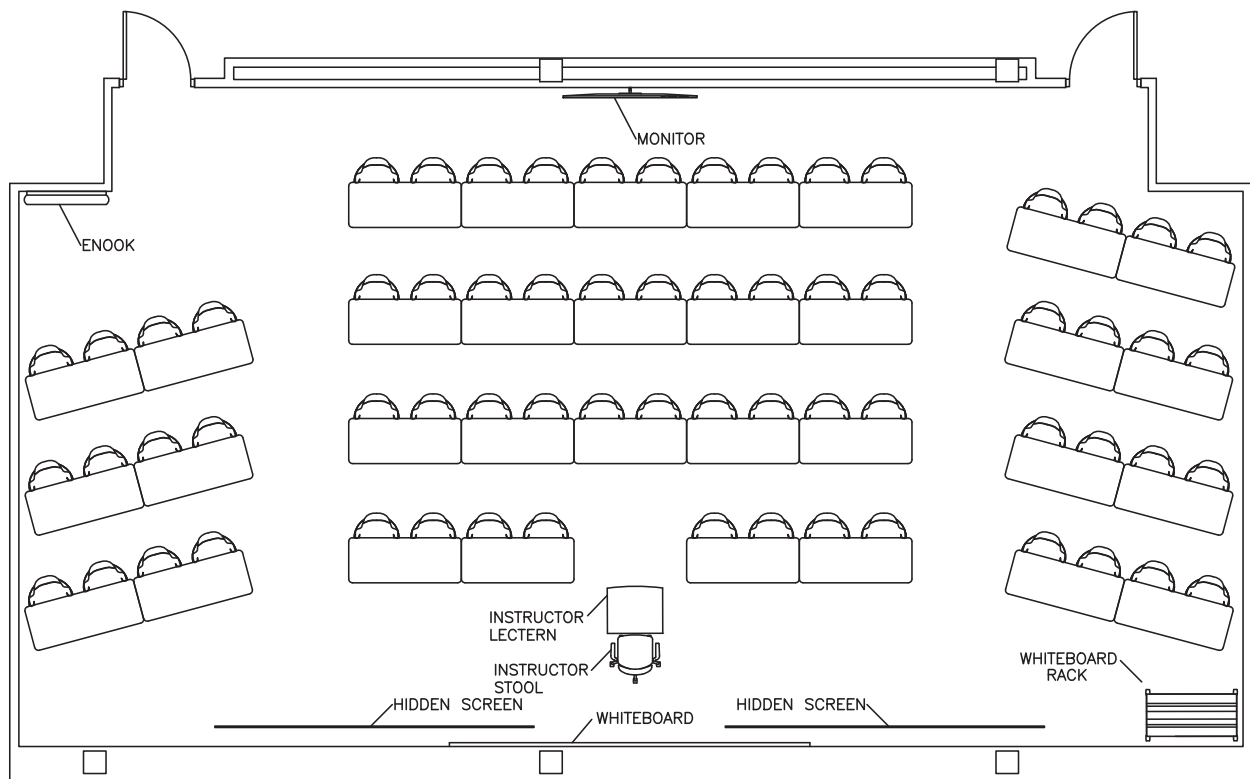 MONITOR
ENOOK
INSTRUCTOR
LECTERN
INSTRUCTOR
STOOL
WHITEBOARD
RACK
HIDDEN SCREEN
HIDDEN SCREEN
WHITEBOARD